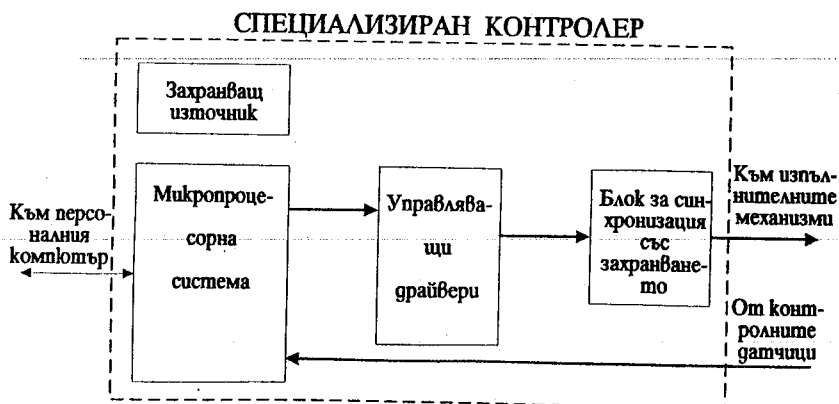 СПЕЦИАЛИЗИРАН КОНТРОЛЕР
Захранващ
източник
Към персо-
налния
компютър
Микропроце-
сорна
система
Управлява-
щи
драйвери
Блок за син-
хронизация
със
захранване-
то
Към изпъл-
нителните
механизми
От конт-
ролните
датчици